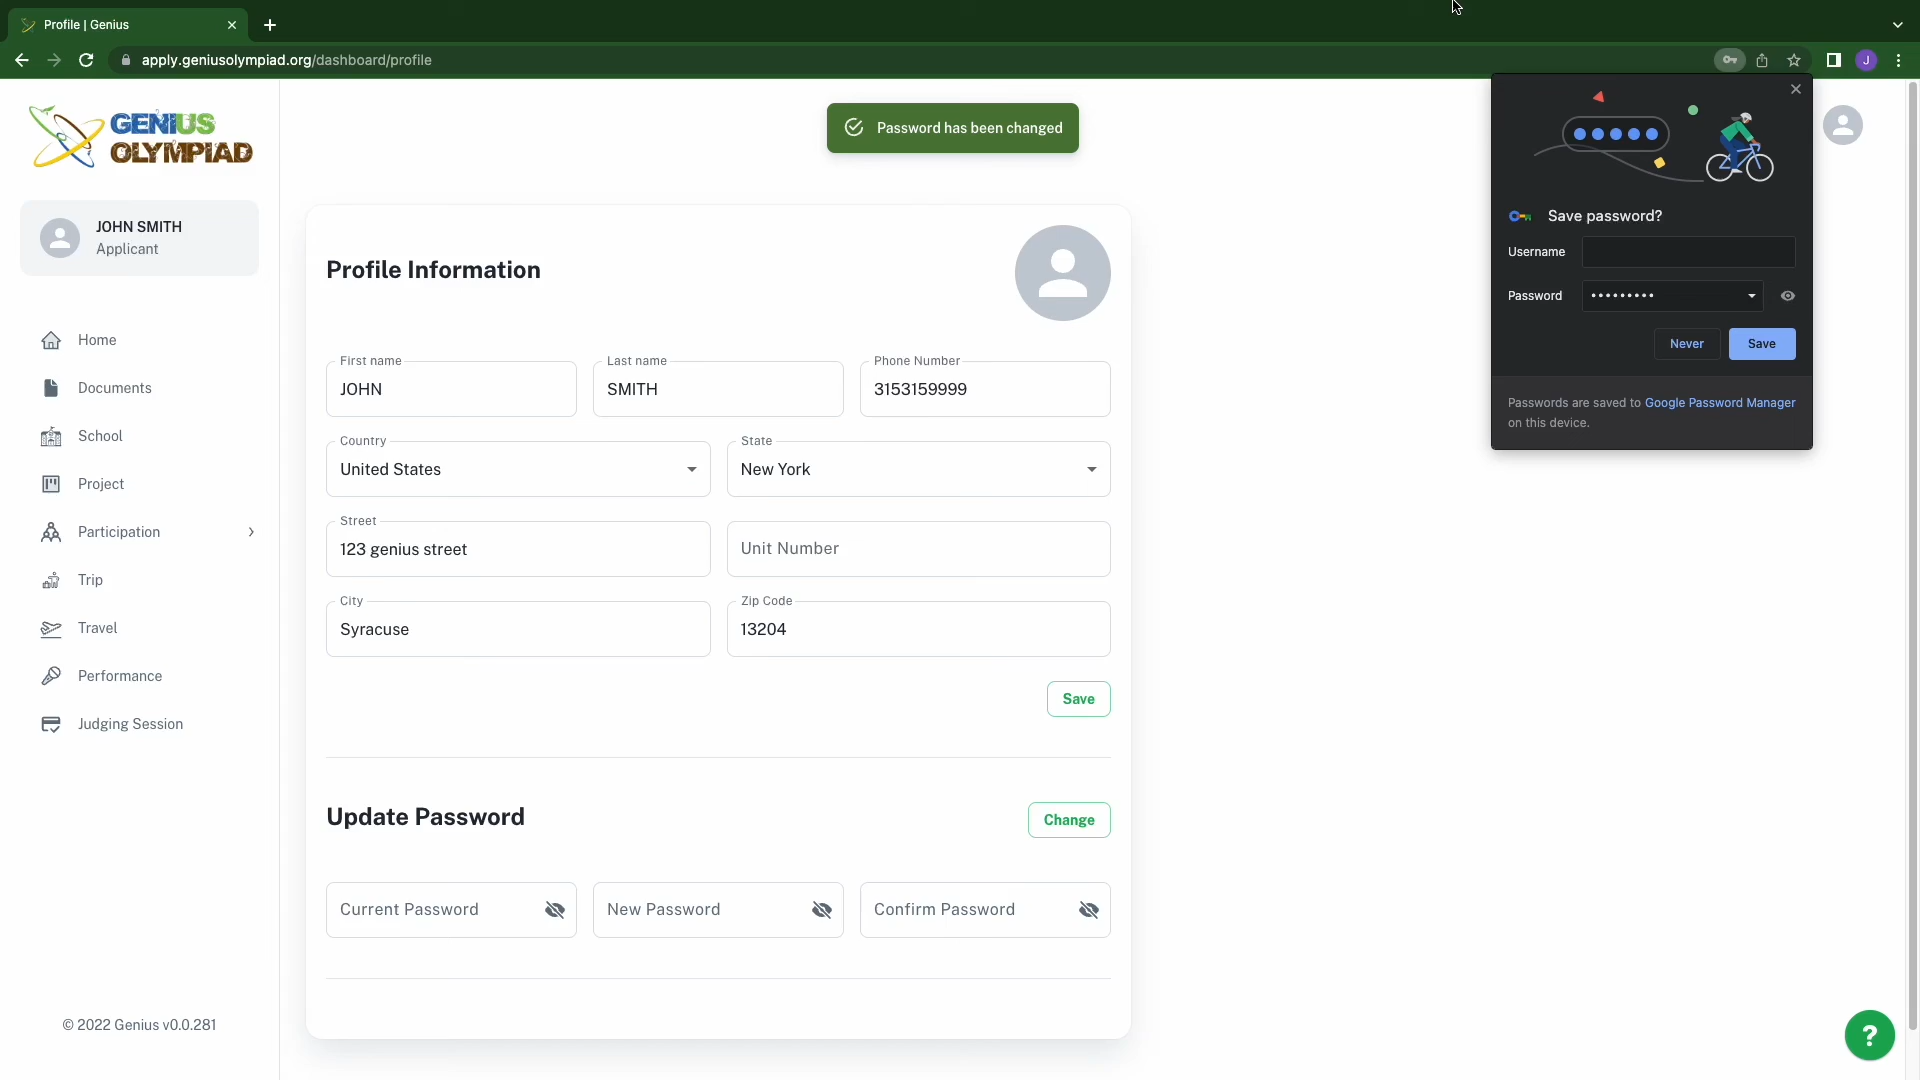 Profile | Genius
apply.geniusolympiad.org/dashboard/profile
J
GENIUS
OLYMPIAD
JOHN SMITH
Applicant
Home
Documents
School
Project
Participation
Trip
Travel
Performance
Judging Session
© 2022 Genius v0.0.281
Password has been changed
Profile Information
First name
JOHN
Last name
SMITH
Phone Number
3153159999
Country
United States
State
New York
Street
123 genius street
Unit Number
City
Syracuse
Zip Code
13204
Save
Update Password
Change
Current Password
New Password
Confirm Password
Save password?
Username
Password •••••••••
Never
Save
Passwords are saved to Google Password Manager
on this device.
?